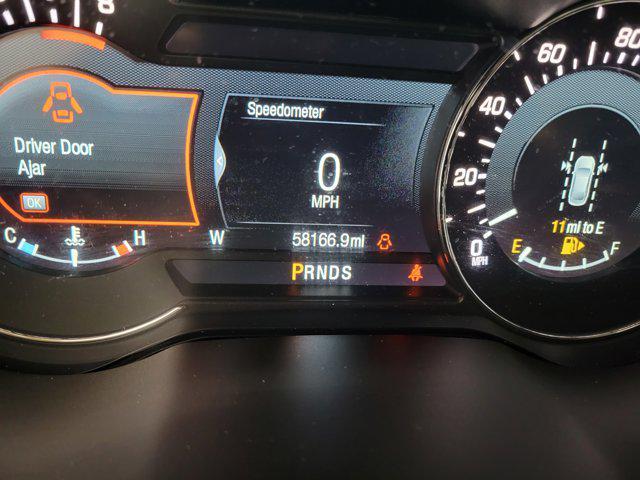 8
Speedometer
Driver Door
Ajar
OK
0
MPH
C H
W
58166.9mi
PRNDS
0
MPH
20
40
60
80
11 mi to E
E F